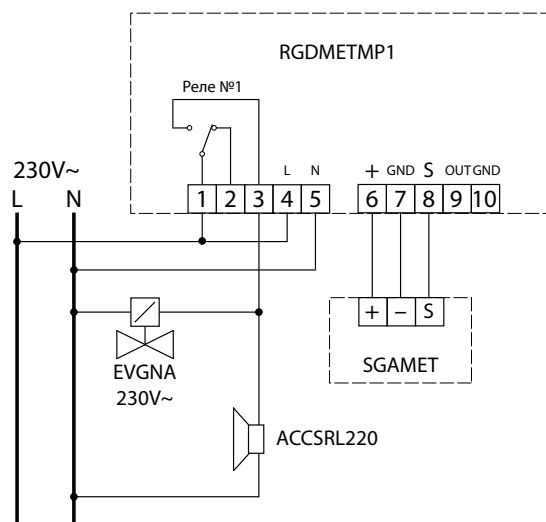 RGDMETMP1
Реле №1
230V~
L N
L N
+ GND S OUT GND
1 2 3 4 5
6 7 8 9 10
+ − S
SGAMET
EVGNA
230V~
ACCSRL220